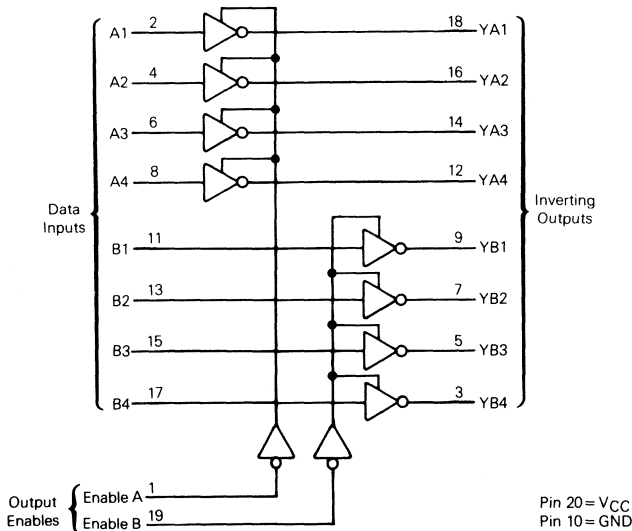 A1 2 18 YA1
A2 4 16 YA2
A3 6 14 YA3
A4 8 12 YA4
Data
Inputs
Inverting
Outputs
B1 11 9 YB1
B2 13 7 YB2
B3 15 5 YB3
B4 17 3 YB4
Output
Enables
Enable A 1
Enable B 19
Pin 20 = VCC
Pin 10 = GND